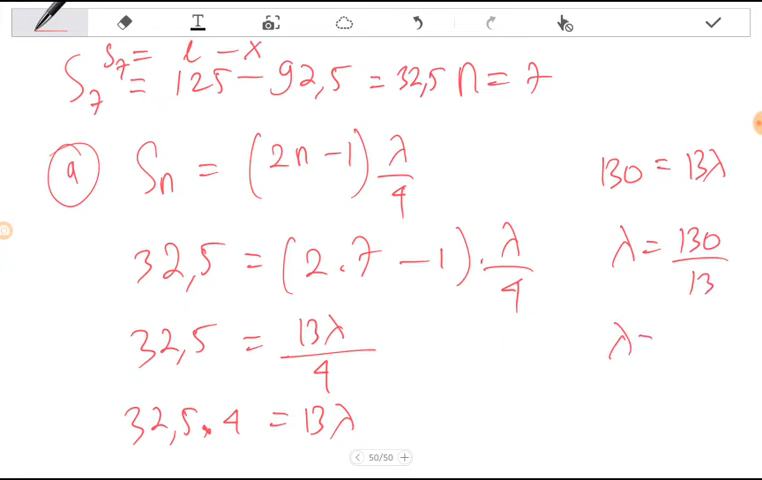 S₇ = l - x
S₇ = 125 - 92,5 = 32,5 n = 7
a Sn = (2n - 1) λ/4
32,5 = (2.7 - 1) . λ/4
32,5 = 13λ/4
32,5.4 = 13λ
130 = 13λ
λ = 130/13
λ =
50/50